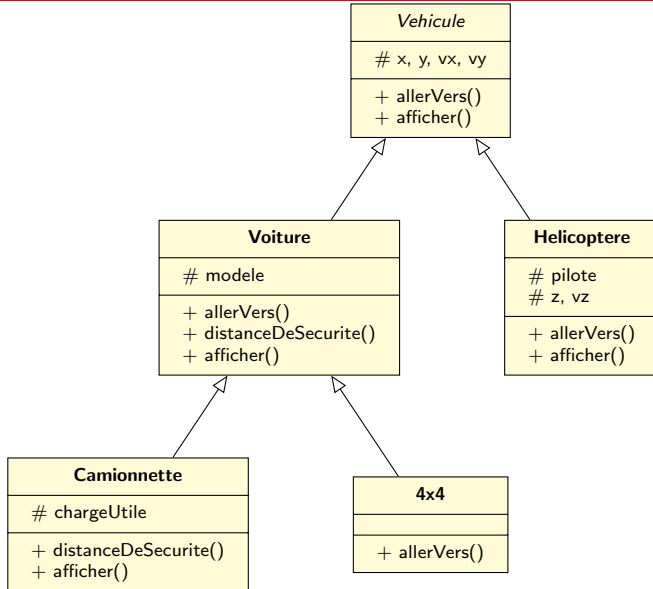 Vehicule
# x, y, vx, vy
+ allerVers()
+ afficher()
Voiture
# modele
+ allerVers()
+ distanceDeSecurite()
+ afficher()
Helicoptere
# pilote
# z, vz
+ allerVers()
+ afficher()
Camionnette
# chargeUtile
+ distanceDeSecurite()
+ afficher()
4x4
+ allerVers()